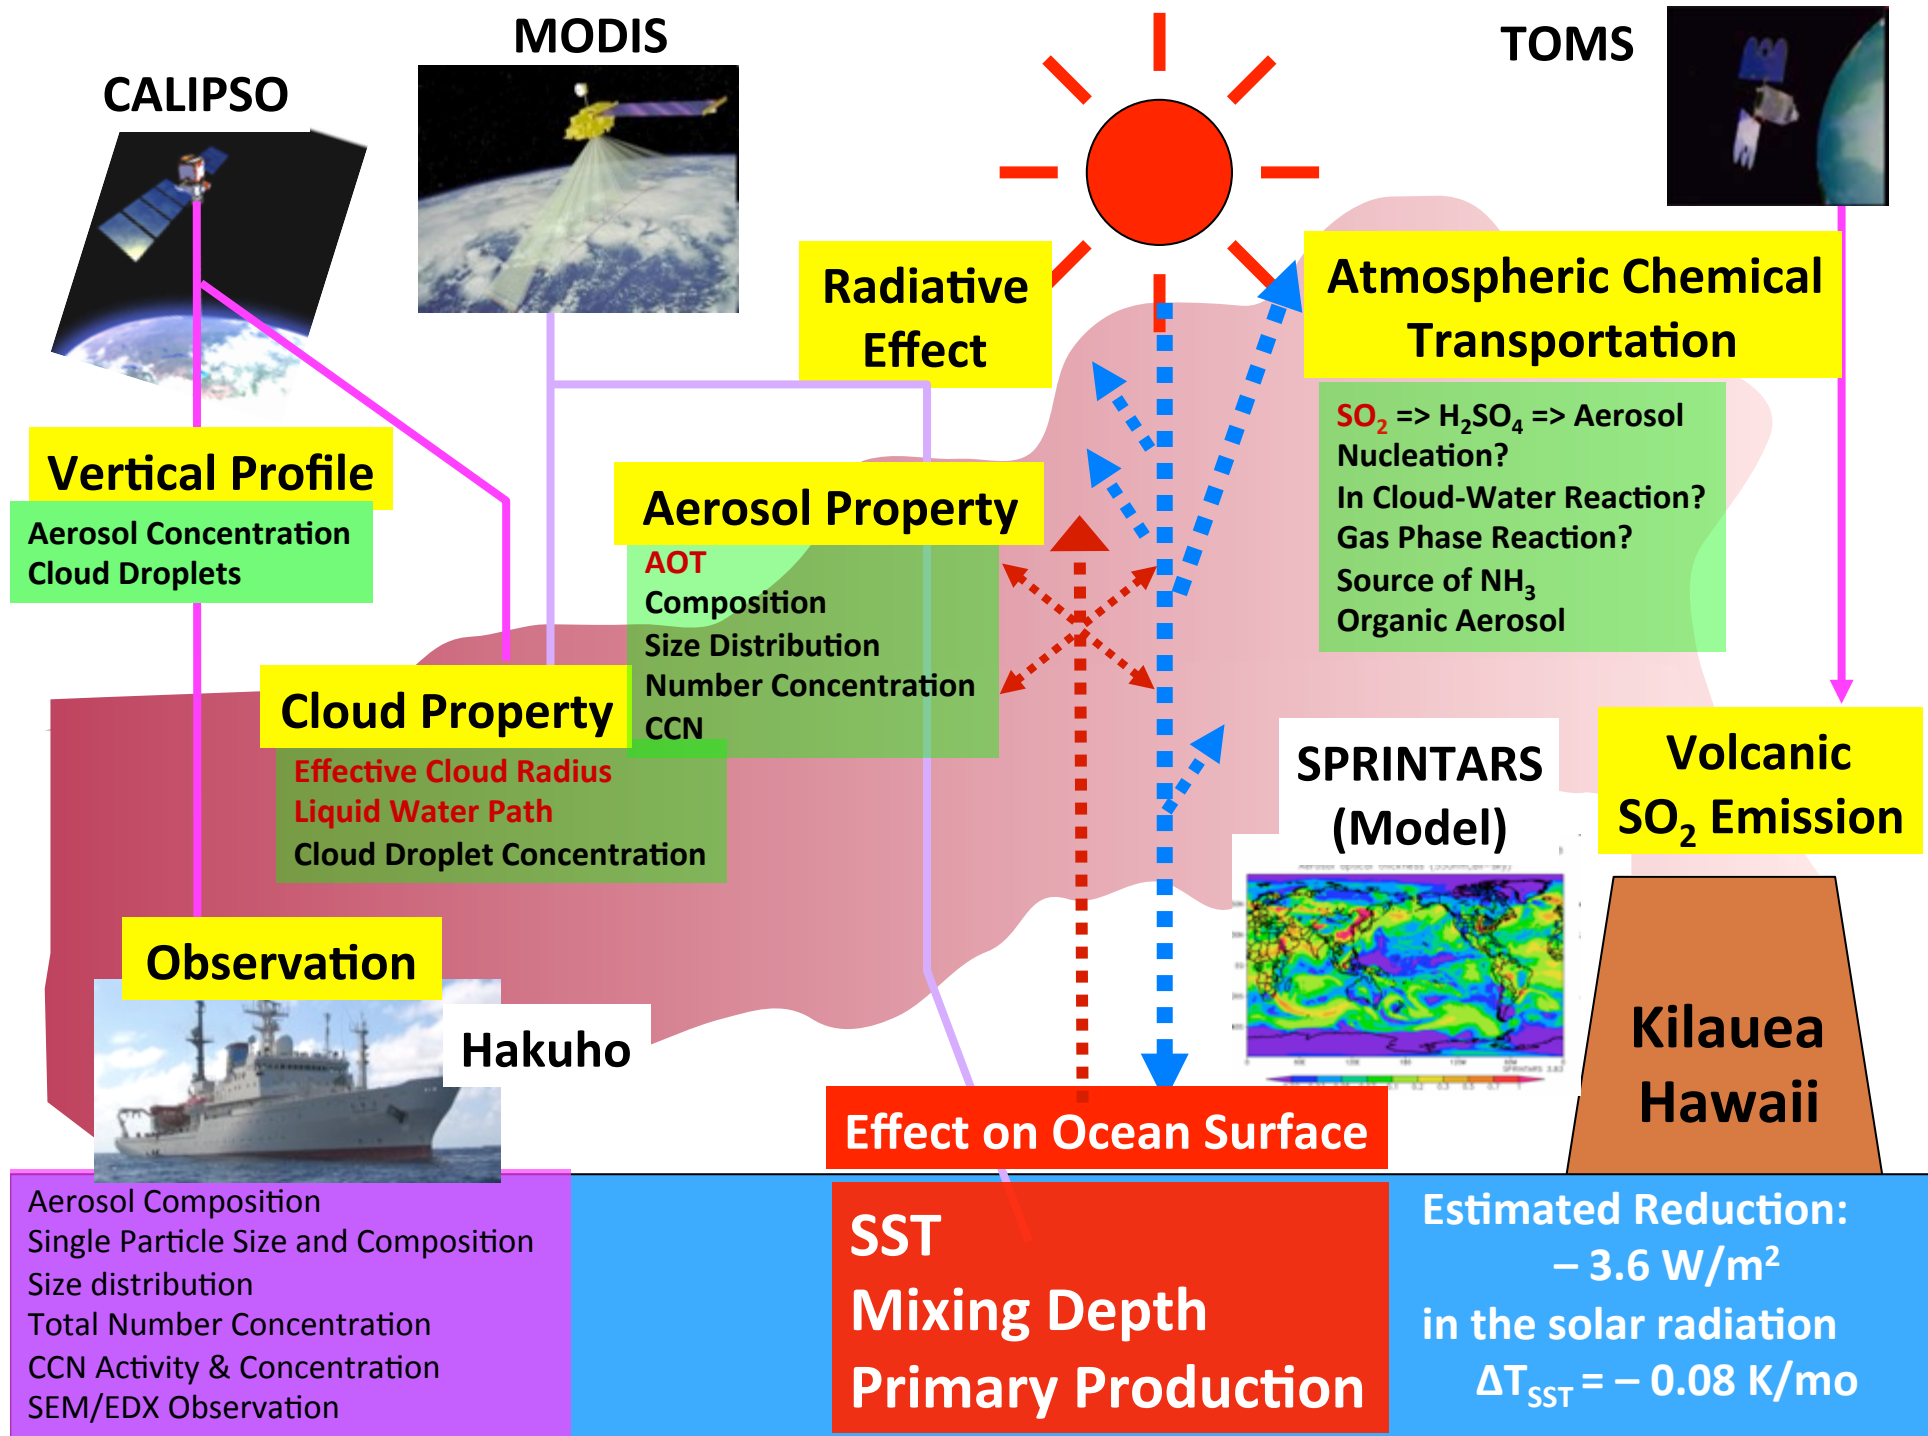 MODIS
TOMS
CALIPSO
Radiative
Effect
Atmospheric Chemical
Transportation
SO₂ => H₂SO₄ => Aerosol
Nucleation?
In Cloud-Water Reaction?
Gas Phase Reaction?
Source of NH₃
Organic Aerosol
Vertical Profile
Aerosol Concentration
Cloud Droplets
Aerosol Property
AOT
Composition
Size Distribution
Number Concentration
CCN
Cloud Property
Effective Cloud Radius
Liquid Water Path
Cloud Droplet Concentration
SPRINTARS
(Model)
Volcanic
SO₂ Emission
Observation
Hakuho
Kilauea
Hawaii
Effect on Ocean Surface
Aerosol Composition
Single Particle Size and Composition
Size distribution
Total Number Concentration
CCN Activity & Concentration
SEM/EDX Observation
SST
Mixing Depth
Primary Production
Estimated Reduction:
– 3.6 W/m²
in the solar radiation
ΔT_SST = – 0.08 K/mo